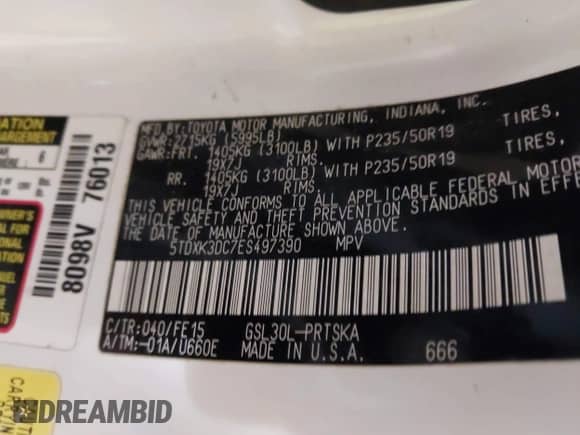 MFD. BY: TOYOTA MOTOR MANUFACTURING, INDIANA, INC.
GVWR: 2715KG (5995LB)
GAWR: FRT. 1405KG (3100LB) WITH P235/50R19 TIRES,
19X7J RIMS.
RR. 1405KG (3100LB) WITH P235/50R19 TIRES,
19X7J RIMS.
THIS VEHICLE CONFORMS TO ALL APPLICABLE FEDERAL MOTOR
VEHICLE SAFETY AND THEFT PREVENTION STANDARDS IN EFFE
THE DATE OF MANUFACTURE SHOWN ABOVE.
5TDXK3DC7ES497390 MPV
C/TR: 040/FE15 GSL30L-PRTSKA
A/TM: -01A/U660E MADE IN U.S.A. 666
8098V 76013
6
DREAMBID